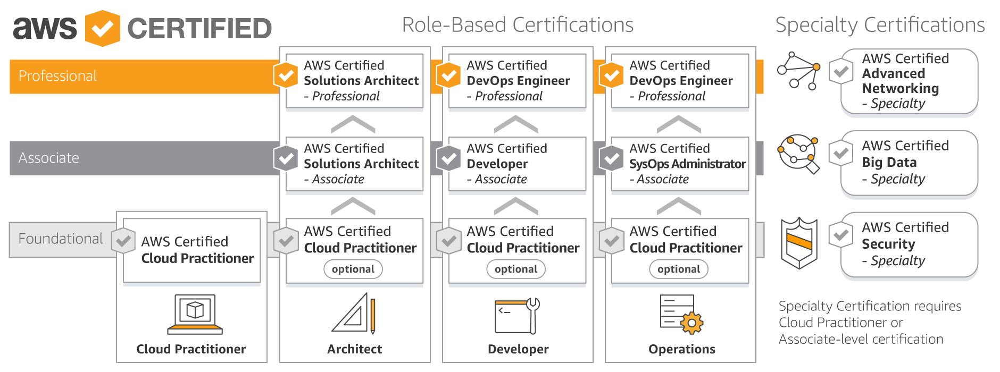 aws CERTIFIED
Role-Based Certifications
Specialty Certifications
Professional
AWS Certified
Solutions Architect
- Professional
AWS Certified
DevOps Engineer
- Professional
AWS Certified
DevOps Engineer
- Professional
AWS Certified
Advanced
Networking
- Specialty
Associate
AWS Certified
Solutions Architect
- Associate
AWS Certified
Developer
- Associate
AWS Certified
SysOps Administrator
- Associate
AWS Certified
Big Data
- Specialty
Foundational
AWS Certified
Cloud Practitioner
AWS Certified
Cloud Practitioner
optional
AWS Certified
Cloud Practitioner
optional
AWS Certified
Cloud Practitioner
optional
AWS Certified
Security
- Specialty
Cloud Practitioner
Architect
Developer
Operations
Specialty Certification requires
Cloud Practitioner or
Associate-level certification